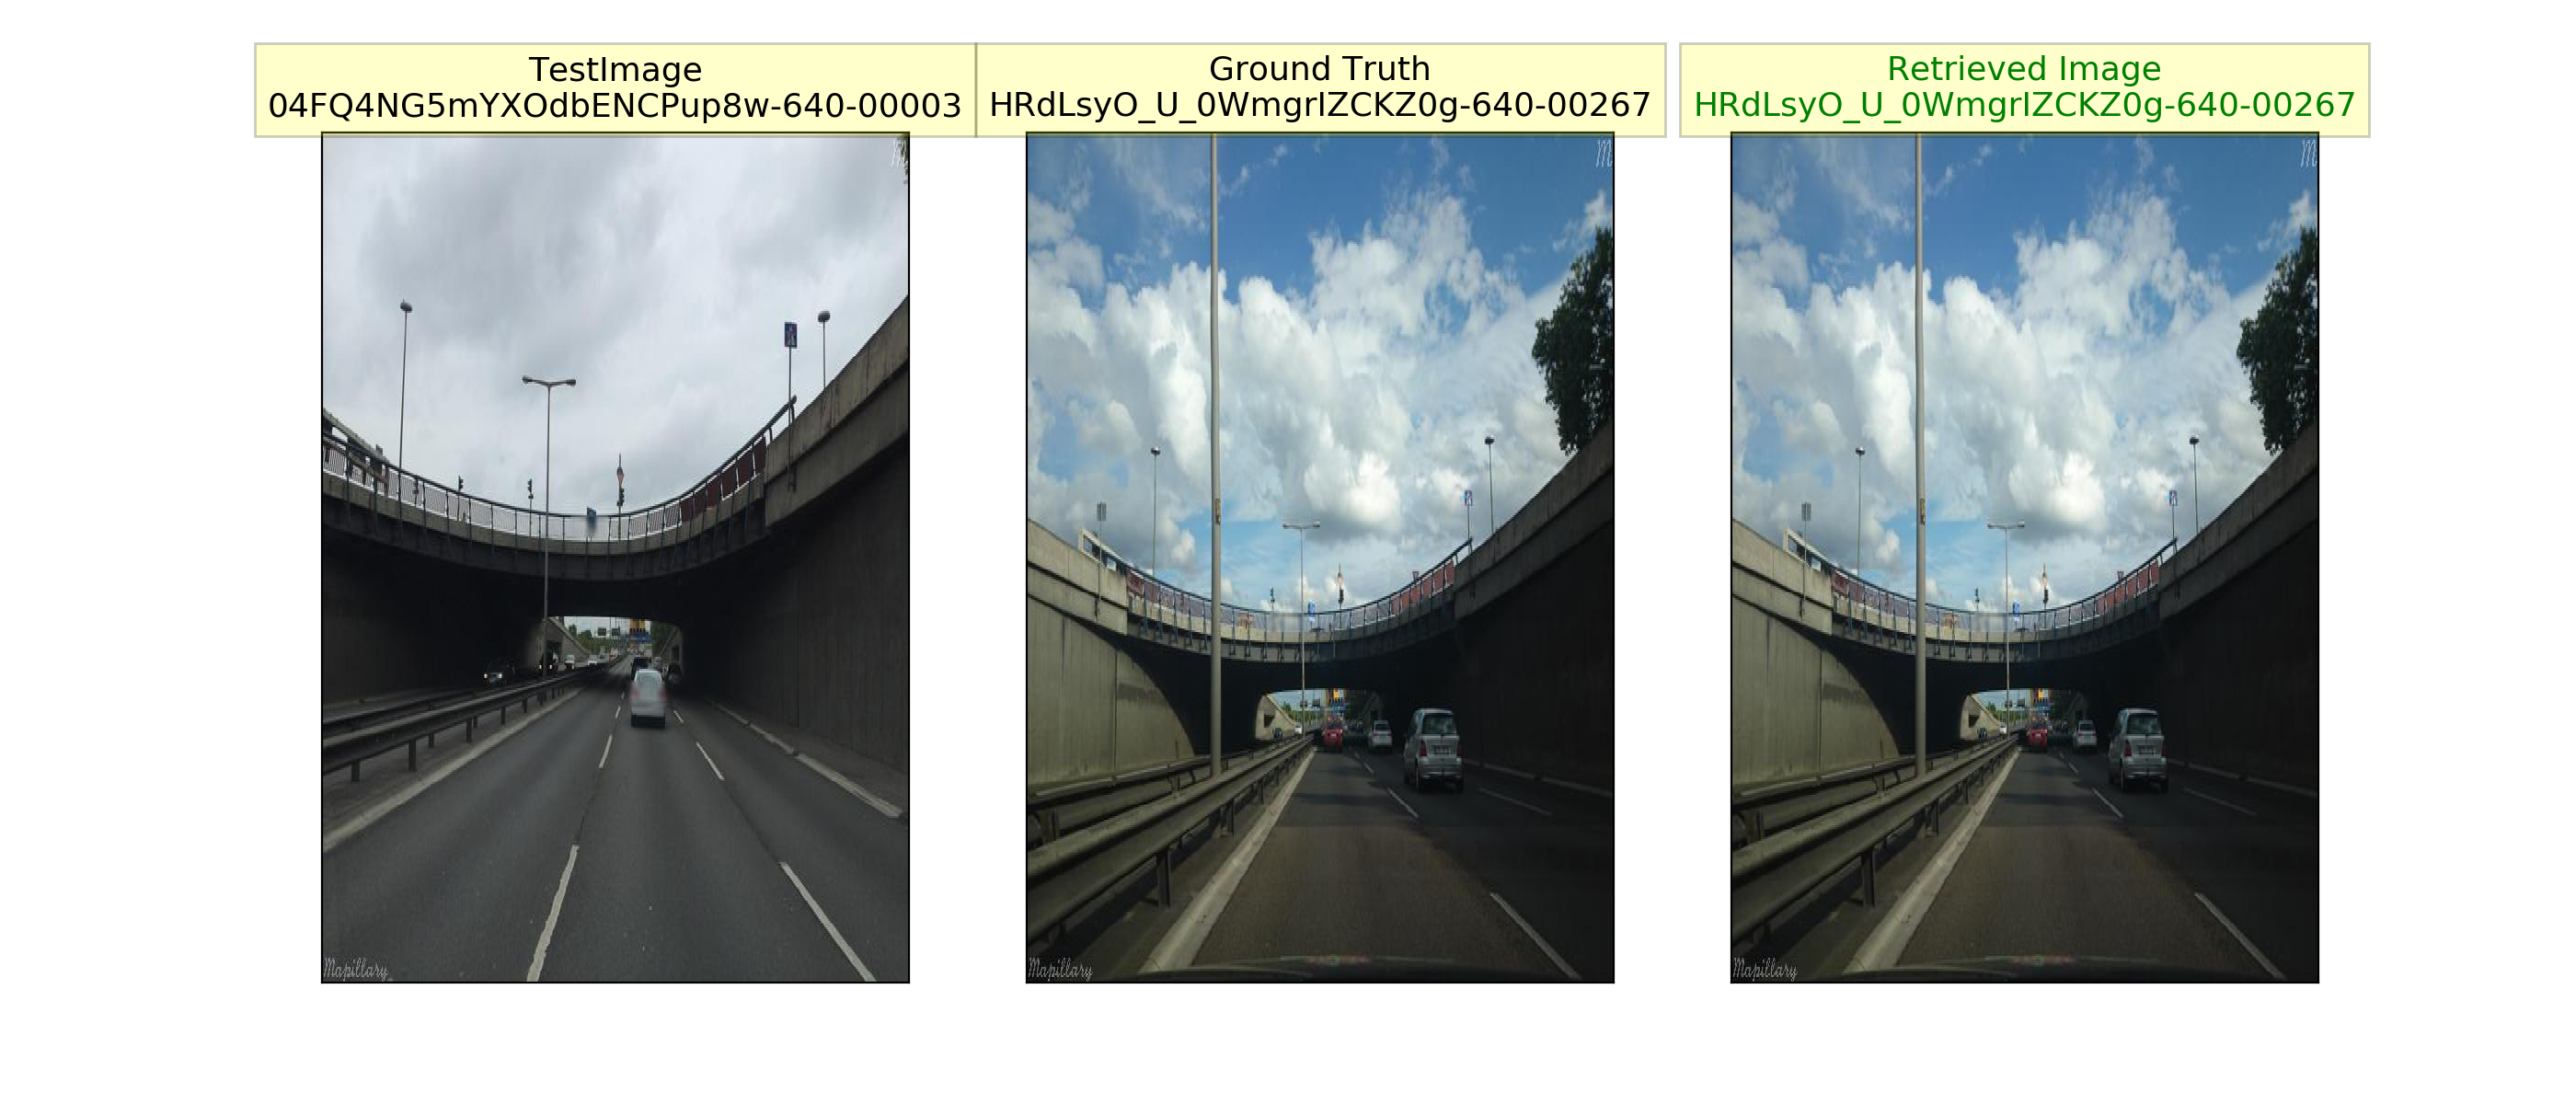 TestImage
04FQ4NG5mYXOdbENCPup8w-640-00003
Ground Truth
HRdLsyO_U_0WmgrIZCKZ0g-640-00267
Retrieved Image
HRdLsyO_U_0WmgrIZCKZ0g-640-00267
M
M
M
Mapillary
Mapillary
Mapillary